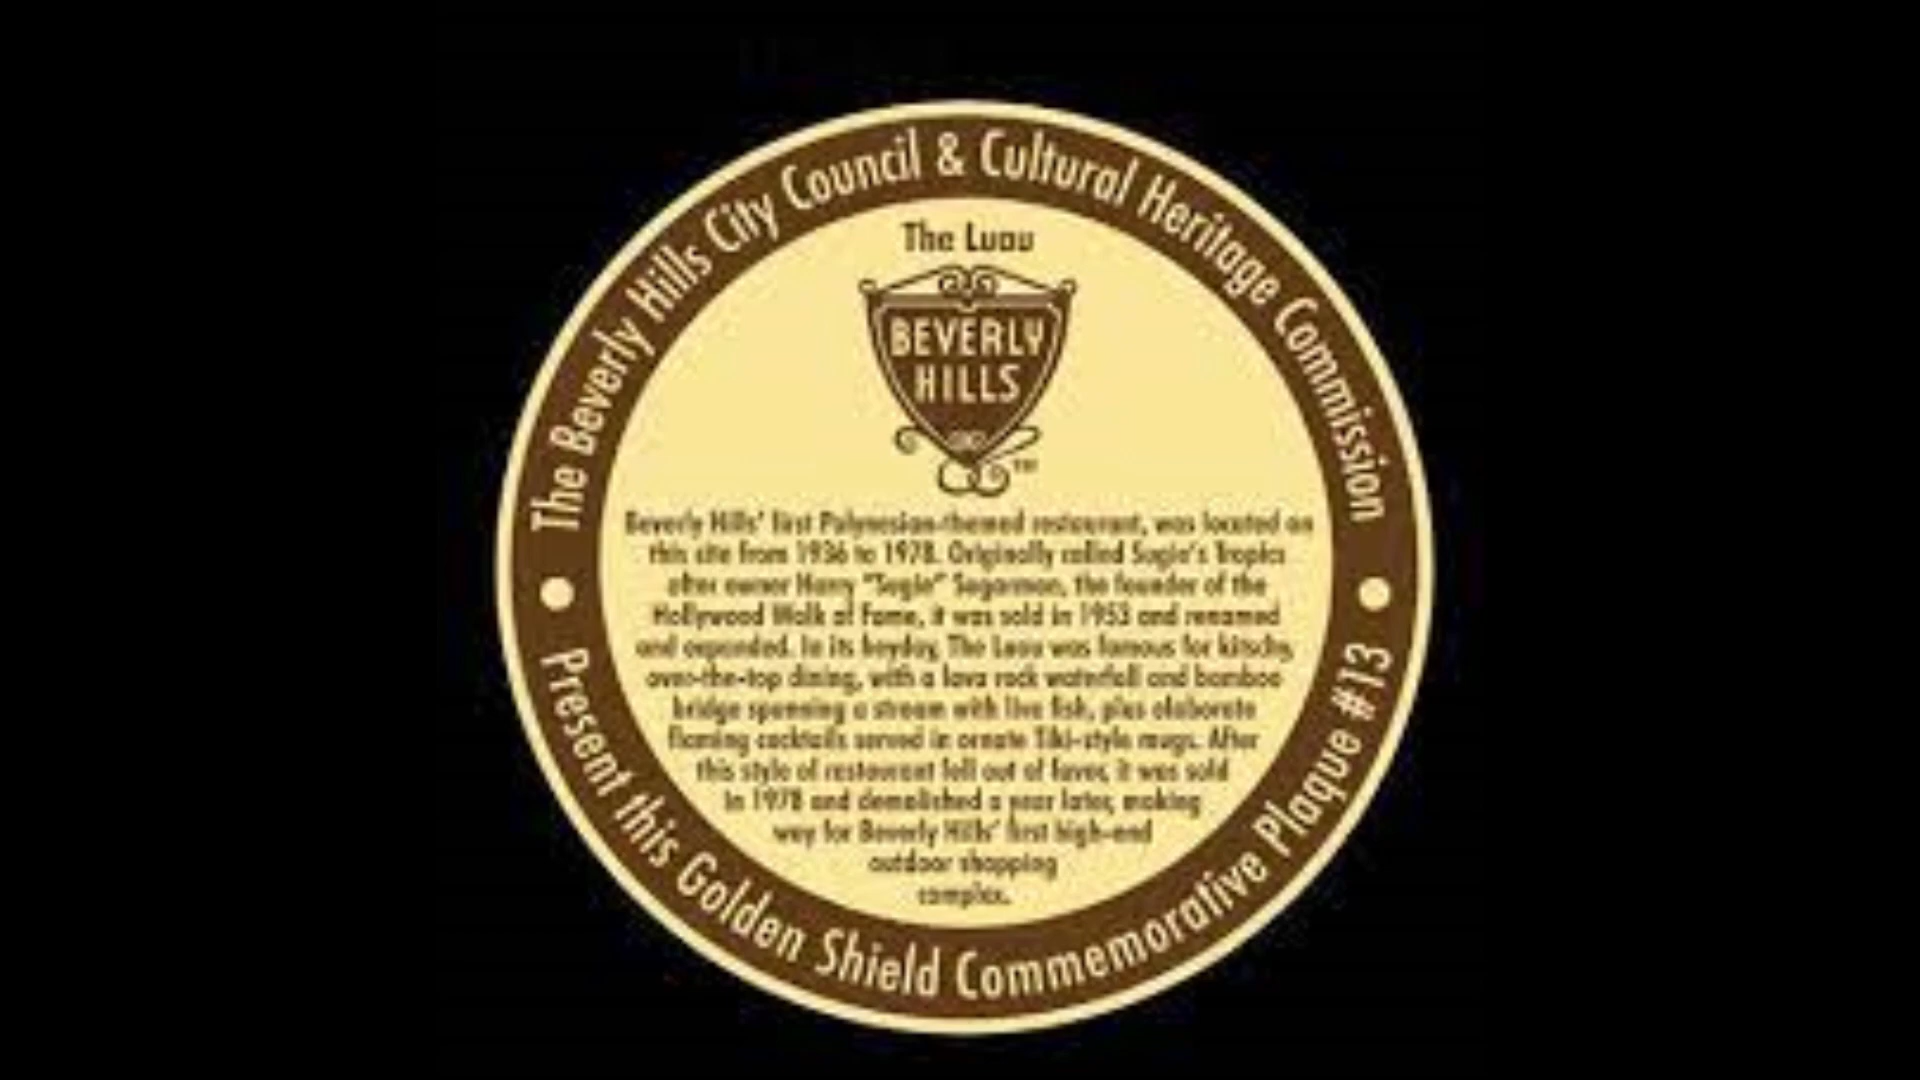 The Beverly Hills City Council & Cultural Heritage Commission
The Luau
BEVERLY
HILLS
TM
Beverly Hills' first Polynesian-themed restaurant, was located on
this site from 1936 to 1978. Originally called Sugie's Tropics
after owner Harry "Sugie" Sugarman, the founder of the
Hollywood Walk of Fame, it was sold in 1953 and renamed
and expanded. In its heyday, The Luau was famous for kitschy,
over-the-top dining, with a lava rock waterfall and bamboo
bridge spanning a stream with live fish, plus elaborate
flaming cocktails served in ornate Tiki-style mugs. After
this style of restaurant fell out of favor, it was sold
in 1978 and demolished a year later, making
way for Beverly Hills' first high-end
outdoor shopping
complex.
Present this Golden Shield Commemorative Plaque #13